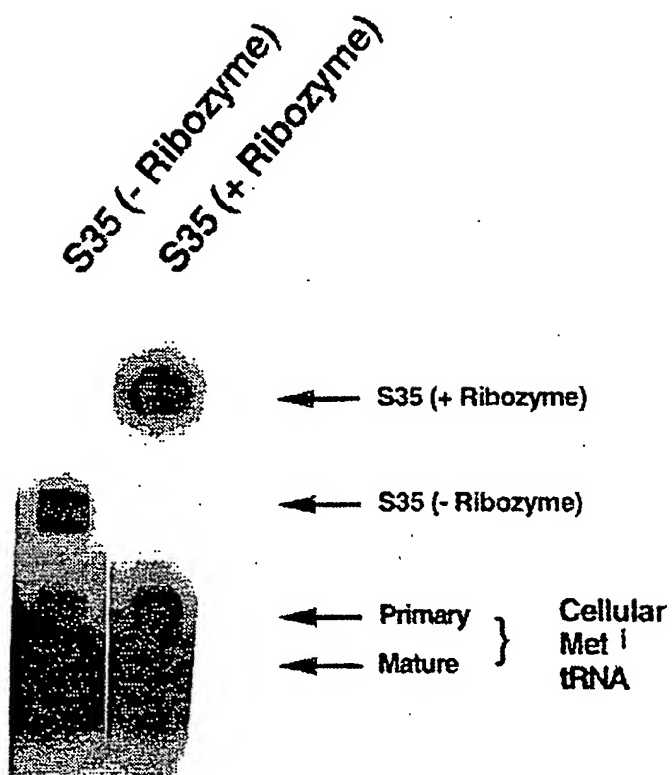 S35 (- Ribozyme)
S35 (+ Ribozyme)
S35 (+ Ribozyme)
S35 (- Ribozyme)
Primary
Mature
}
Cellular
Met i
tRNA